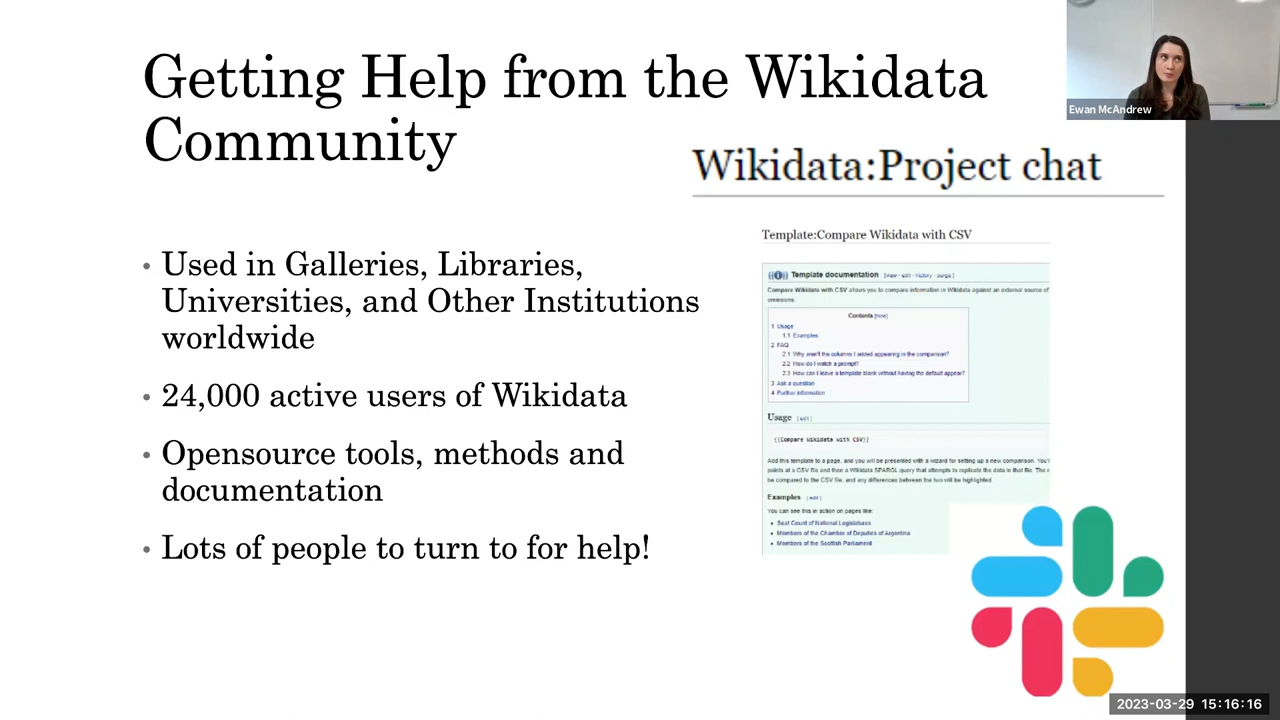 Getting Help from the Wikidata
Community
Ewan McAndrew
Wikidata:Project chat
• Used in Galleries, Libraries,
Universities, and Other Institutions
worldwide
• 24,000 active users of Wikidata
• Opensource tools, methods and
documentation
• Lots of people to turn to for help!
Template:Compare Wikidata with CSV
Template documentation [view · edit · history · purge]
Compare Wikidata with CSV allows you to compare information in Wikidata against an external source of
omissions
Contents [hide]
1 Usage
1.1 Examples
2 FAQ
2.1 Why aren't the columns I added appearing in the comparison?
2.2 How do I watch a prompt?
2.3 How can I leave a template blank without having the default appear?
3 Ask a question
4 Further information
Usage [edit]
{{Compare Wikidata with CSV}}
Add this template to a page, and you will be presented with a wizard for setting up a new comparison. You'l
points at a CSV file and then a Wikidata SPARQL query that attempts to replicate the data in that file. The r
be compared to the CSV file, and any differences between the two will be highlighted
Examples [edit]
You can see this in action on pages like:
• Seat Count of National Legislatures
• Members of the Chamber of Deputies of Argentina
• Members of the Scottish Parliament
2023-03-29 15:16:16